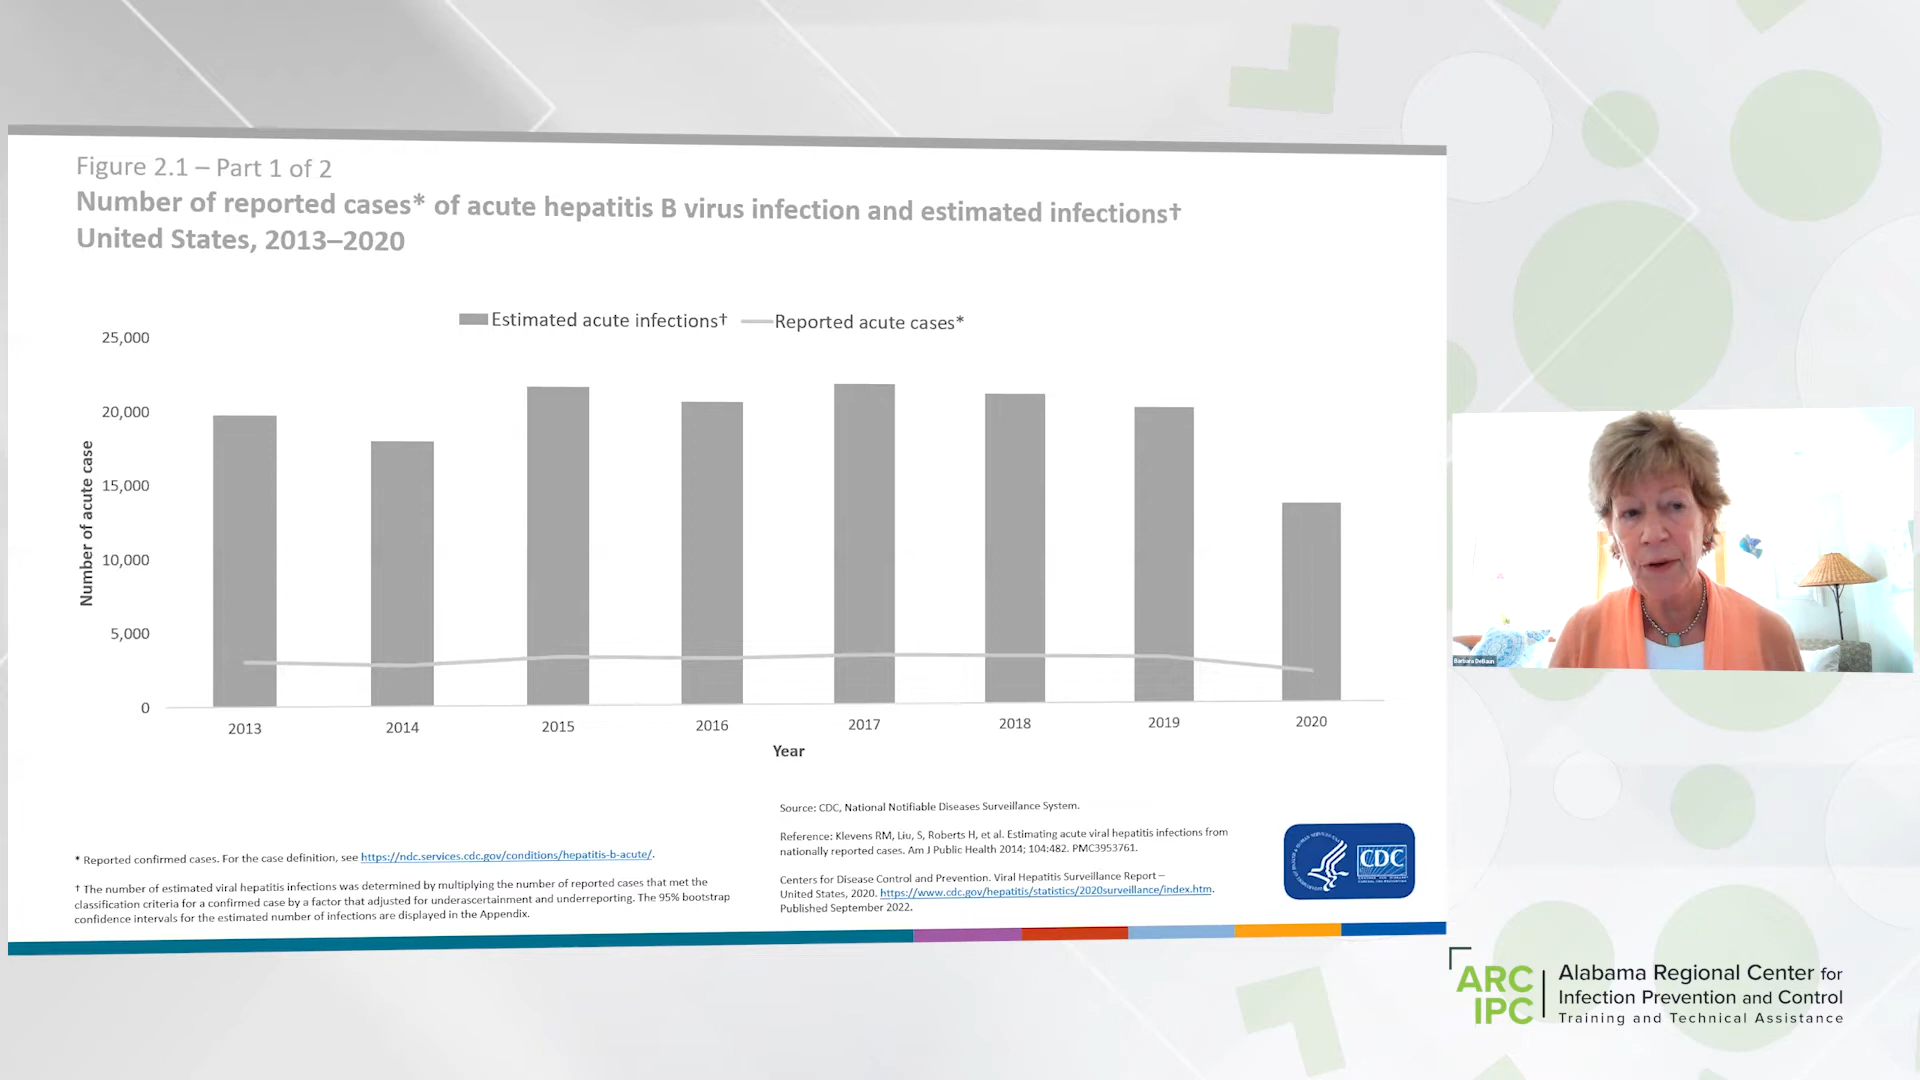 Figure 2.1 – Part 1 of 2
Number of reported cases* of acute hepatitis B virus infection and estimated infections†
United States, 2013–2020
Estimated acute infections† Reported acute cases*
25,000
20,000
15,000
10,000
5,000
0
Number of acute case
2013 2014 2015 2016 2017 2018 2019 2020
Year
* Reported confirmed cases. For the case definition, see https://ndc.services.cdc.gov/conditions/hepatitis-b-acute/.
† The number of estimated viral hepatitis infections was determined by multiplying the number of reported cases that met the
classification criteria for a confirmed case by a factor that adjusted for underascertainment and underreporting. The 95% bootstrap
confidence intervals for the estimated number of infections are displayed in the Appendix.
Source: CDC, National Notifiable Diseases Surveillance System.
Reference: Klevens RM, Liu, S, Roberts H, et al. Estimating acute viral hepatitis infections from
nationally reported cases. Am J Public Health 2014; 104:482. PMC3953761.
Centers for Disease Control and Prevention. Viral Hepatitis Surveillance Report –
United States, 2020. https://www.cdc.gov/hepatitis/statistics/2020surveillance/index.htm.
Published September 2022.
CDC
Barbara DeBaun
ARC
IPC
Alabama Regional Center for
Infection Prevention and Control
Training and Technical Assistance